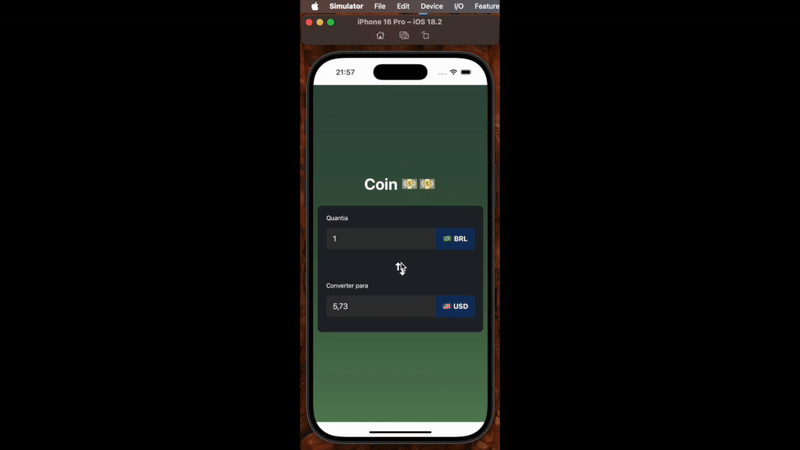 Simulator File Edit Device I/O Feature
iPhone 16 Pro – iOS 18.2
21:57
Coin 💵💵
Quantia
1
🇧🇷 BRL
Converter para
5,73
🇺🇸 USD